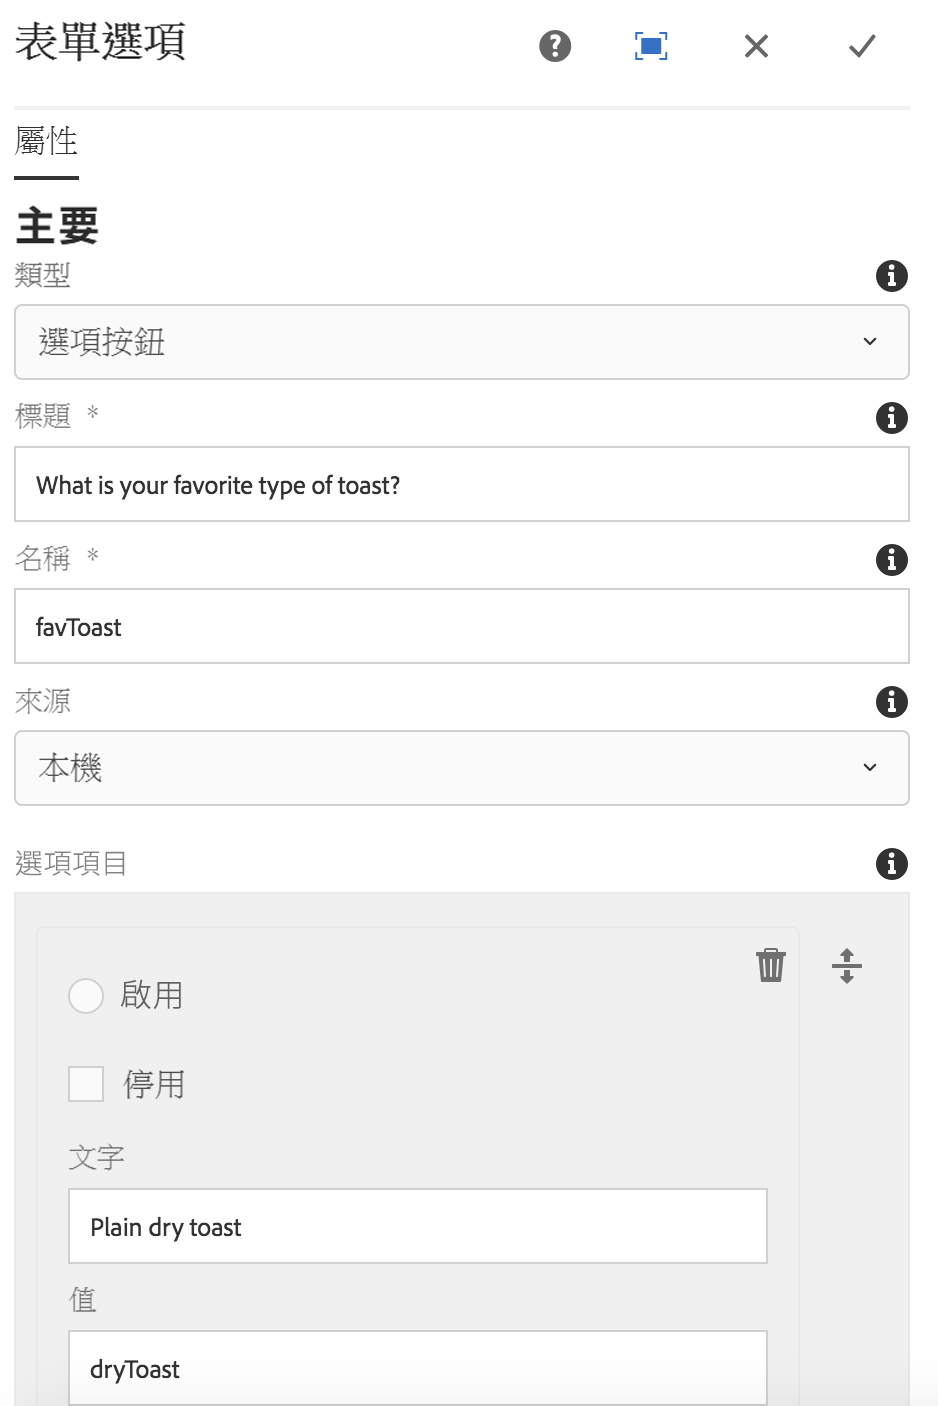 表單選項
屬性
主要
類型
選項按鈕
標題 *
What is your favorite type of toast?
名稱 *
favToast
來源
本機
選項項目
啟用
停用
文字
Plain dry toast
值
dryToast